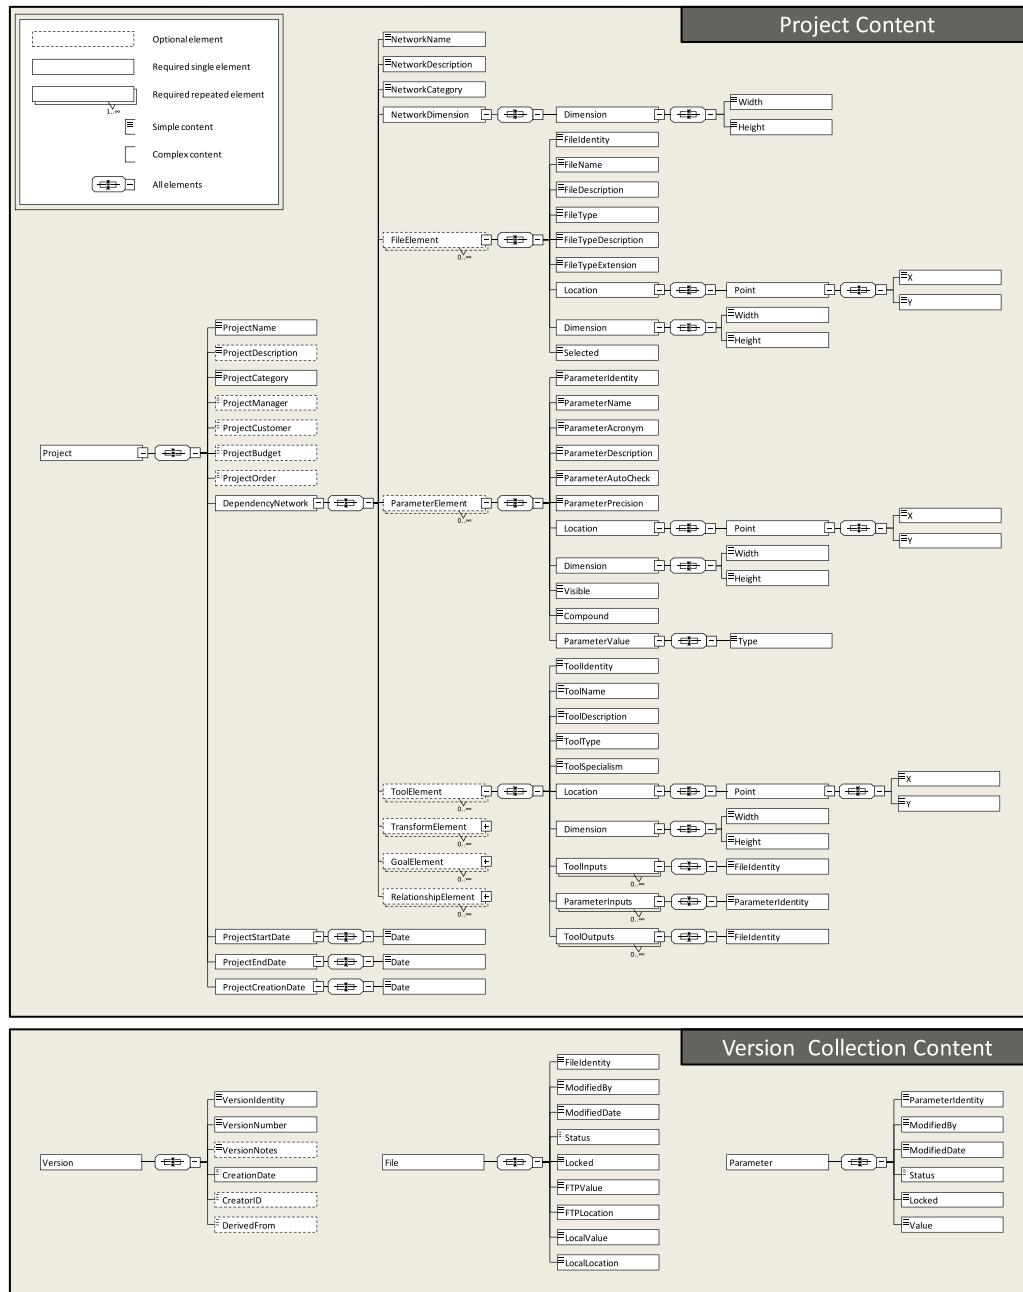 Project Content
Optional element
Required single element
Required repeated element
1..∞
Simple content
Complex content
All elements
Project
ProjectName
ProjectDescription
ProjectCategory
ProjectManager
ProjectCustomer
ProjectBudget
ProjectOrder
DependencyNetwork
NetworkName
NetworkDescription
NetworkCategory
NetworkDimension
Dimension
Width
Height
FileElement
0..∞
FileIdentity
FileName
FileDescription
FileType
FileTypeDescription
FileTypeExtension
Location
Point
X
Y
Dimension
Width
Height
Selected
ParameterElement
0..∞
ParameterIdentity
ParameterName
ParameterAcronym
ParameterDescription
ParameterAutoCheck
ParameterPrecision
Location
Point
X
Y
Dimension
Width
Height
Visible
Compound
ParameterValue
Type
ToolElement
0..∞
ToolIdentity
ToolName
ToolDescription
ToolType
ToolSpecialism
Location
Point
X
Y
Dimension
Width
Height
ToolInputs
0..∞
FileIdentity
ParameterInputs
0..∞
ParameterIdentity
ToolOutputs
0..∞
FileIdentity
TransformElement
0..∞
GoalElement
0..∞
RelationshipElement
0..∞
ProjectStartDate
Date
ProjectEndDate
Date
ProjectCreationDate
Date
Version Collection Content
Version
VersionIdentity
VersionNumber
VersionNotes
CreationDate
CreatorID
DerivedFrom
File
FileIdentity
ModifiedBy
ModifiedDate
Status
Locked
FTPValue
FTPLocation
LocalValue
LocalLocation
Parameter
ParameterIdentity
ModifiedBy
ModifiedDate
Status
Locked
Value